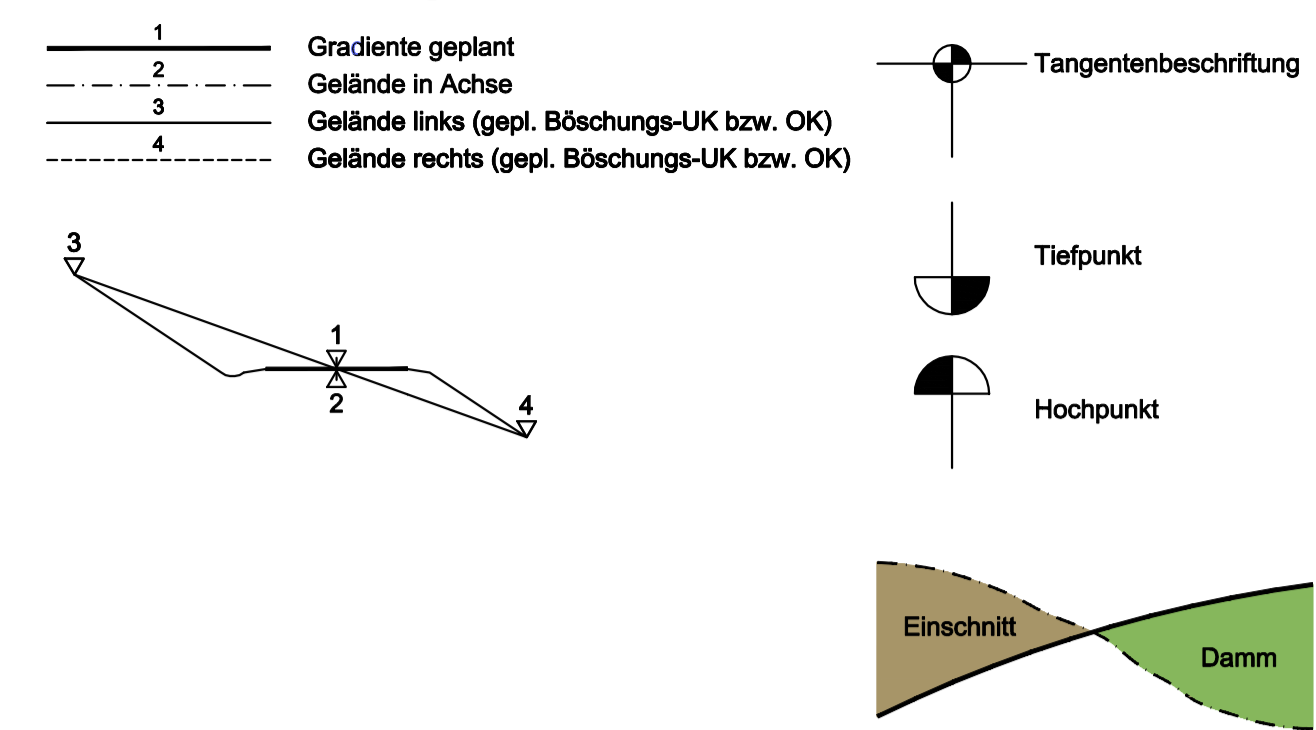 1
Gradiente geplant
2
Gelände in Achse
3
Gelände links (gepl. Böschungs-UK bzw. OK)
4
Gelände rechts (gepl. Böschungs-UK bzw. OK)
3
1
2
4
Tangentenbeschriftung
Tiefpunkt
Hochpunkt
Einschnitt
Damm